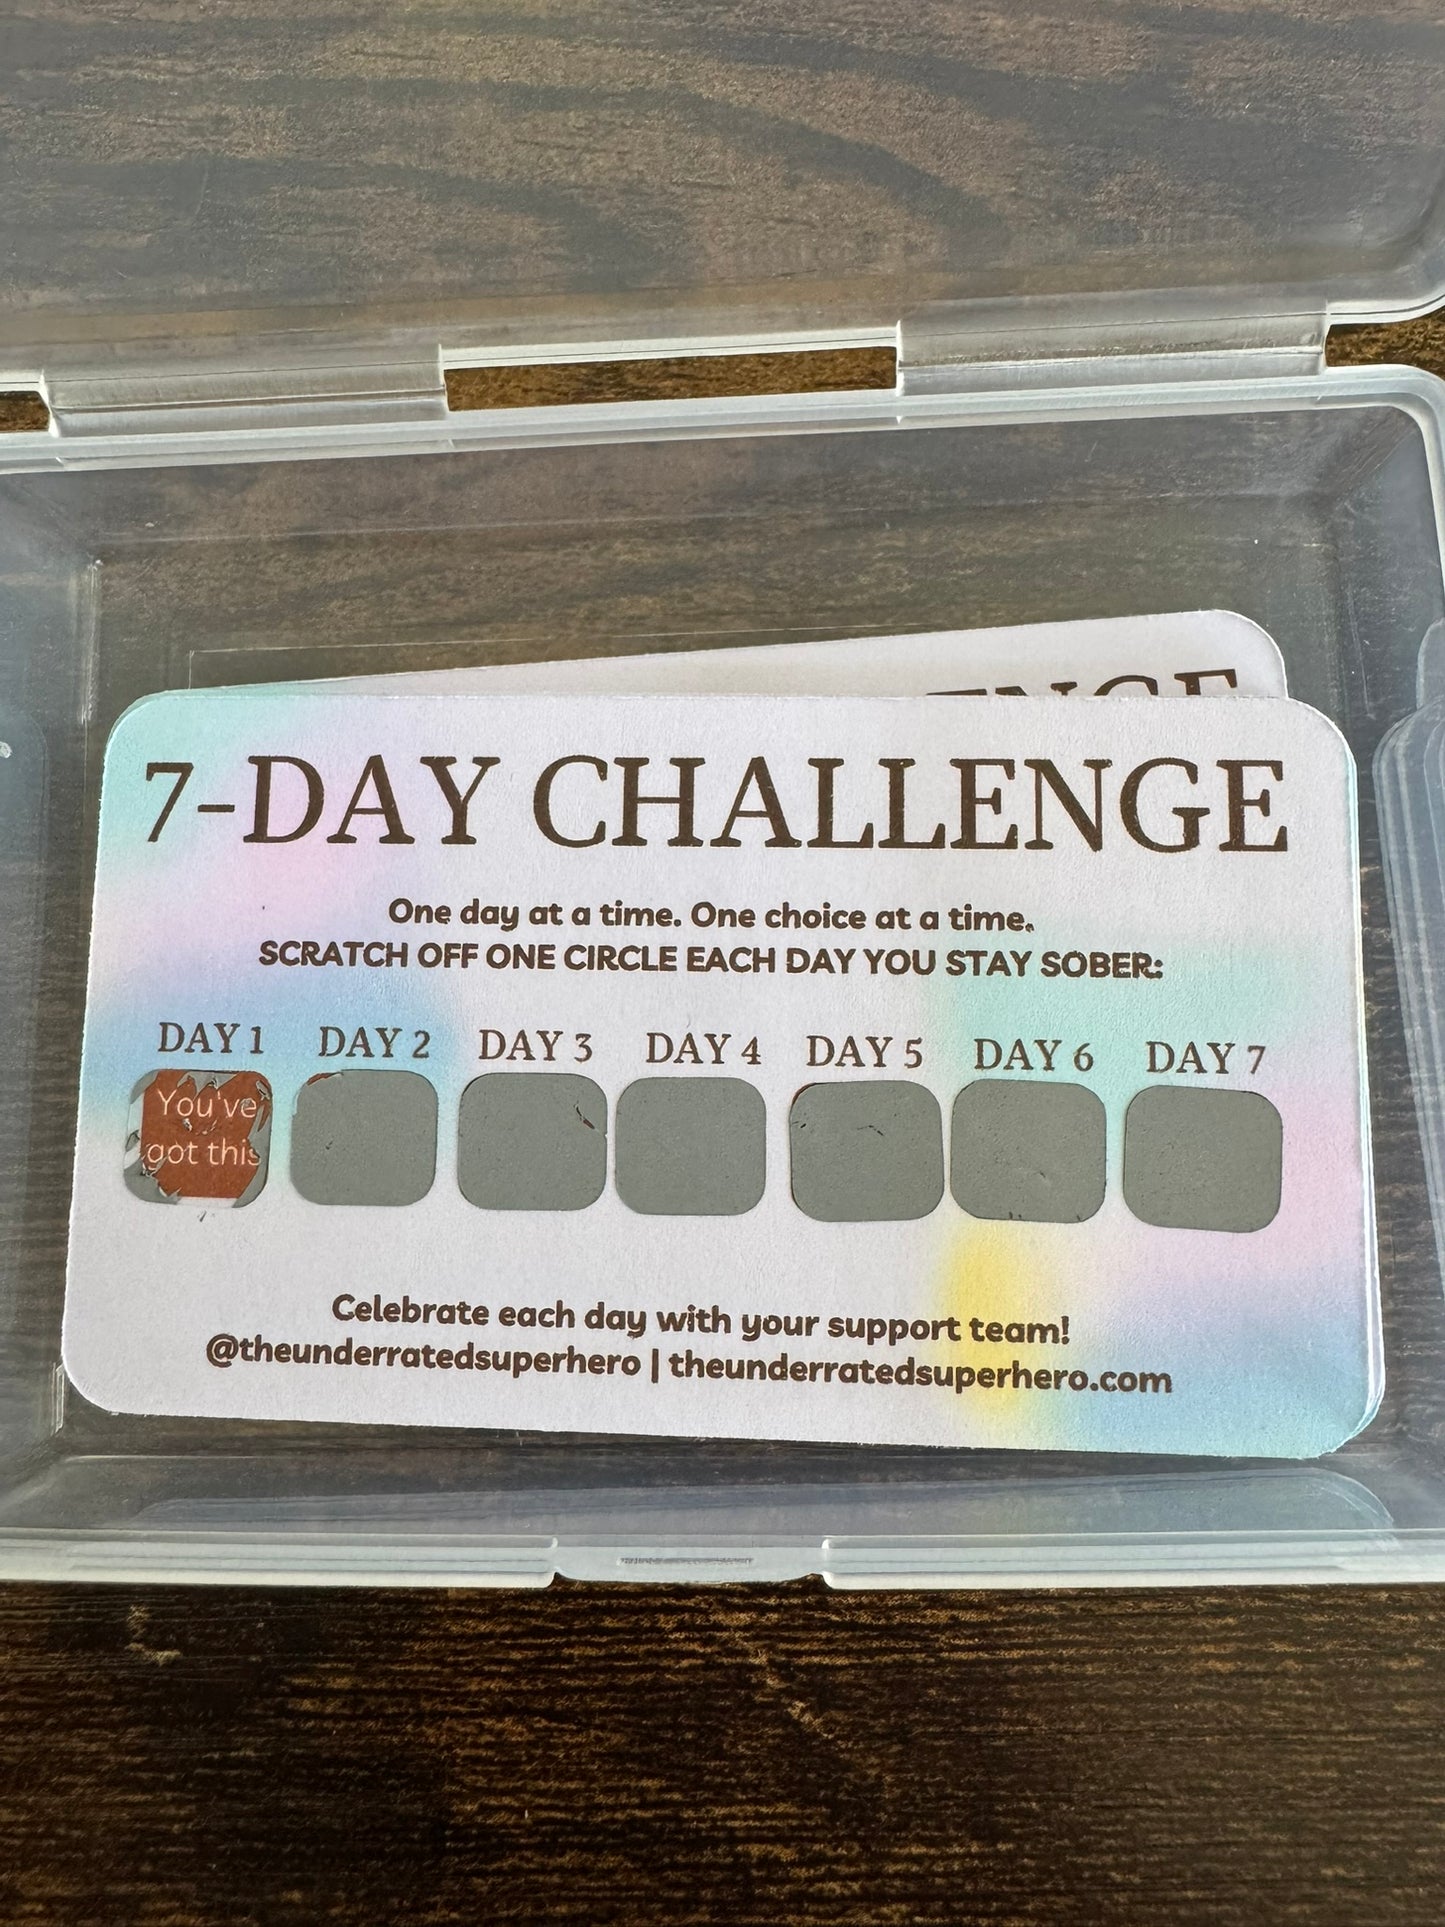 ENGE
7-DAY CHALLENGE
One day at a time. One choice at a time.
SCRATCH OFF ONE CIRCLE EACH DAY YOU STAY SOBER:
DAY 1 DAY 2 DAY 3 DAY 4 DAY 5 DAY 6 DAY 7
You've
got this
Celebrate each day with your support team!
@theunderratedsuperhero | theunderratedsuperhero.com